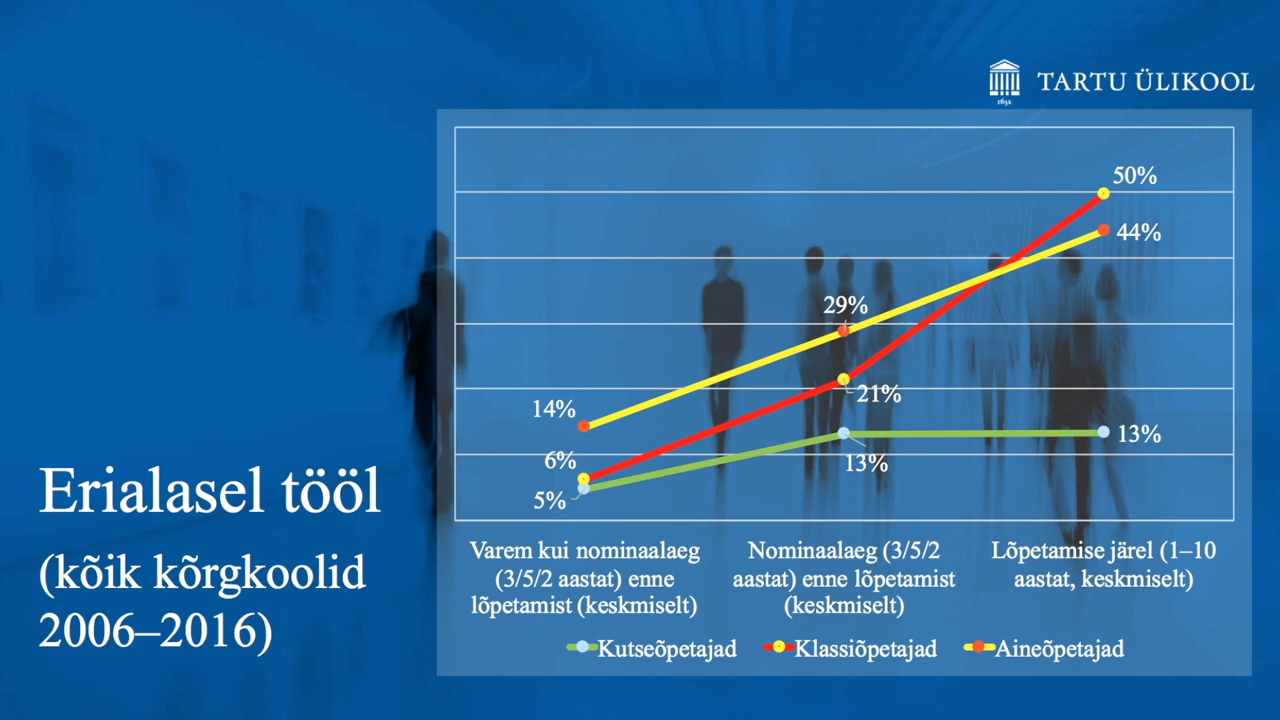 TARTU ÜLIKOOL
1632
50%
44%
29%
14%
21%
6%
13%
13%
5%
Erialasel tööl
(kõik kõrgkoolid
2006–2016)
Varem kui nominaalaeg
(3/5/2 aastat) enne
lõpetamist (keskmiselt)
Nominaalaeg (3/5/2
aastat) enne lõpetamist
(keskmiselt)
Lõpetamise järel (1–10
aastat, keskmiselt)
Kutseõpetajad
Klassiõpetajad
Aineõpetajad